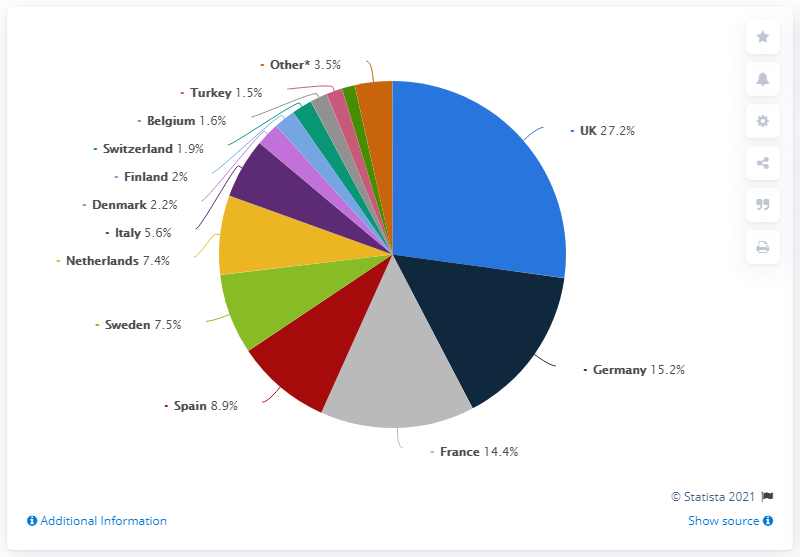 Other* 3.5%
Turkey 1.5%
Belgium 1.6%
Switzerland 1.9%
Finland 2%
Denmark 2.2%
Italy 5.6%
Netherlands 7.4%
Sweden 7.5%
Spain 8.9%
UK 27.2%
Germany 15.2%
France 14.4%
© Statista 2021
Additional Information
Show source